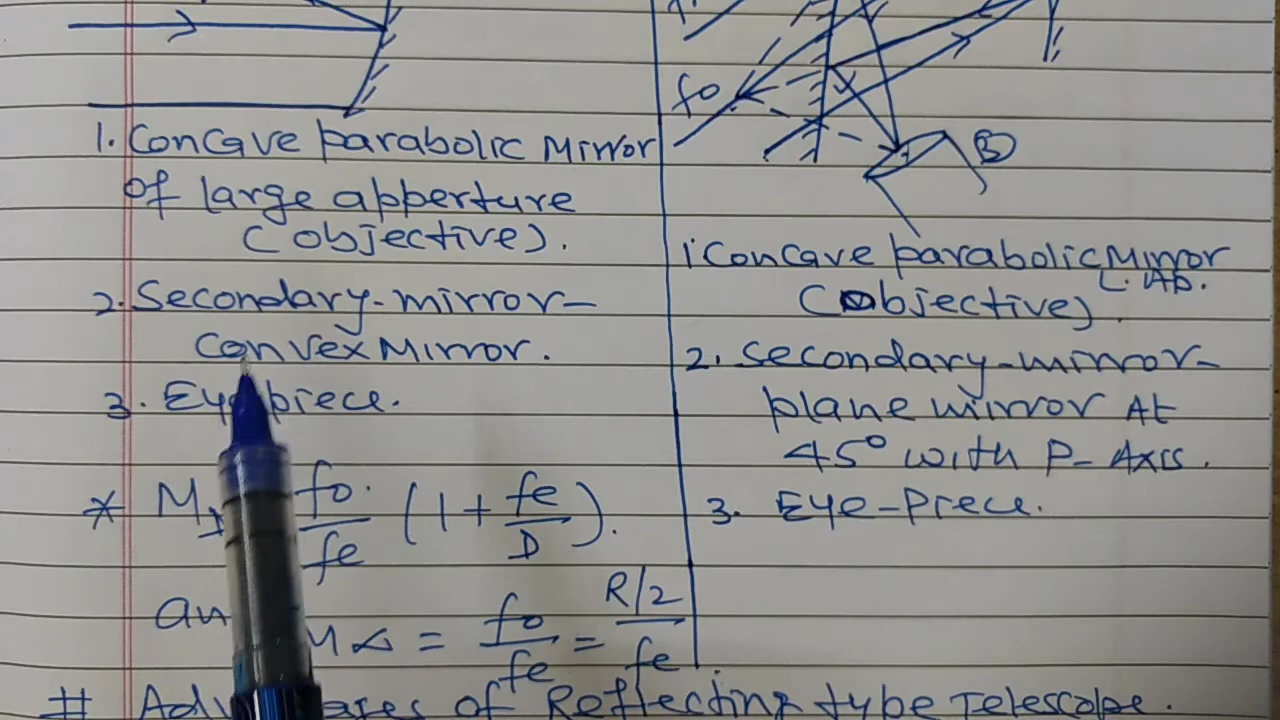 1. Concave parabolic Mirror
of large apperture
(objective).
2. Secondary-mirror-
Convex Mirror.
3. Eye piece.
* M = fo/fe (1 + fe/D).
M∝ = fo/fe = R/2/fe
fo
B
1 Concave parabolic Mirror
L. Ap.
(objective).
2. Secondary-mirror-
plane mirror At
45° with P-Axis.
3. Eye-Piece.
# of Reflecting type Telescope.